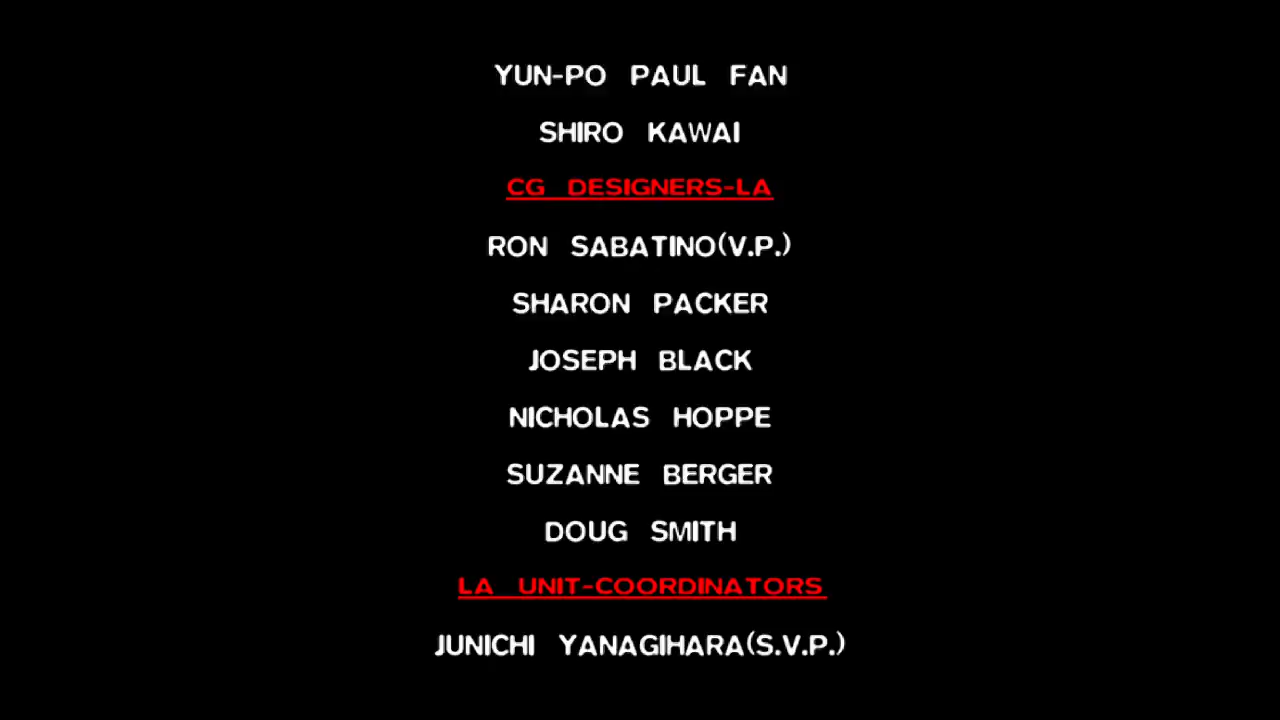 YUN-PO PAUL FAN
SHIRO KAWAI
CG DESIGNERS-LA
RON SABATINO(V.P.)
SHARON PACKER
JOSEPH BLACK
NICHOLAS HOPPE
SUZANNE BERGER
DOUG SMITH
LA UNIT-COORDINATORS
JUNICHI YANAGIHARA(S.V.P.)